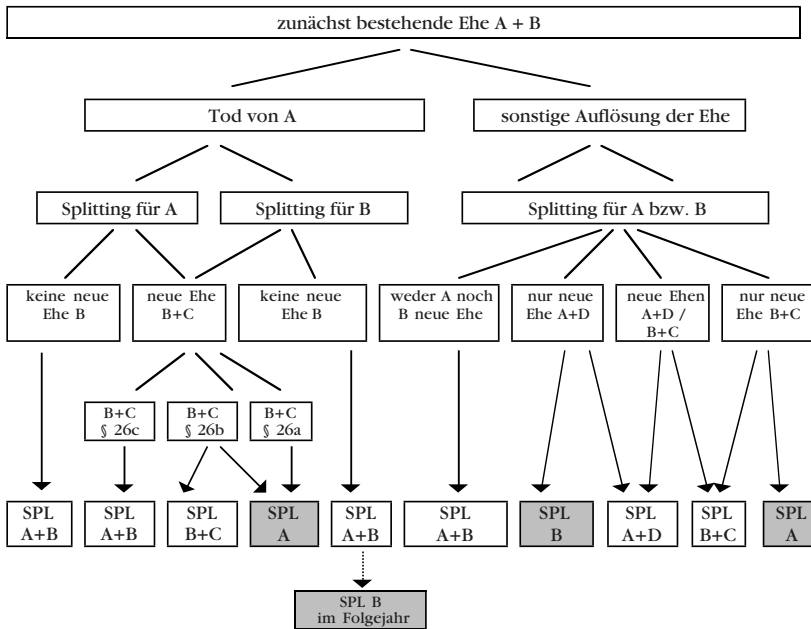 zunächst bestehende Ehe A + B
Tod von A
sonstige Auflösung der Ehe
Splitting für A
Splitting für B
Splitting für A bzw. B
keine neue
Ehe B
neue Ehe
B+C
keine neue
Ehe B
weder A noch
B neue Ehe
nur neue
Ehe A+D
neue Ehen
A+D /
B+C
nur neue
Ehe B+C
B+C
§ 26c
B+C
§ 26b
B+C
§ 26a
SPL
A+B
SPL
A+B
SPL
B+C
SPL
A
SPL
A+B
SPL
A+B
SPL
B
SPL
A+D
SPL
B+C
SPL
A
SPL B
im Folgejahr